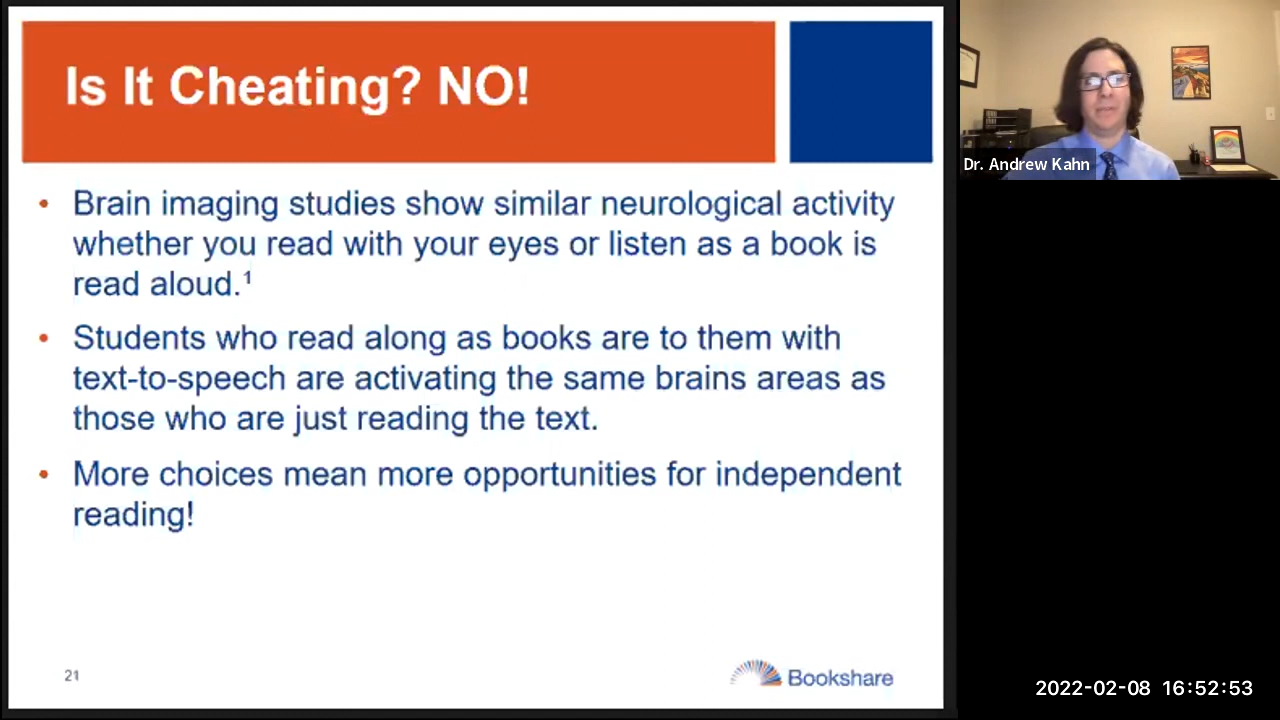 Is It Cheating? NO!
• Brain imaging studies show similar neurological activity
whether you read with your eyes or listen as a book is
read aloud.¹
• Students who read along as books are to them with
text-to-speech are activating the same brains areas as
those who are just reading the text.
• More choices mean more opportunities for independent
reading!
21
Bookshare
Dr. Andrew Kahn
2022-02-08 16:52:53